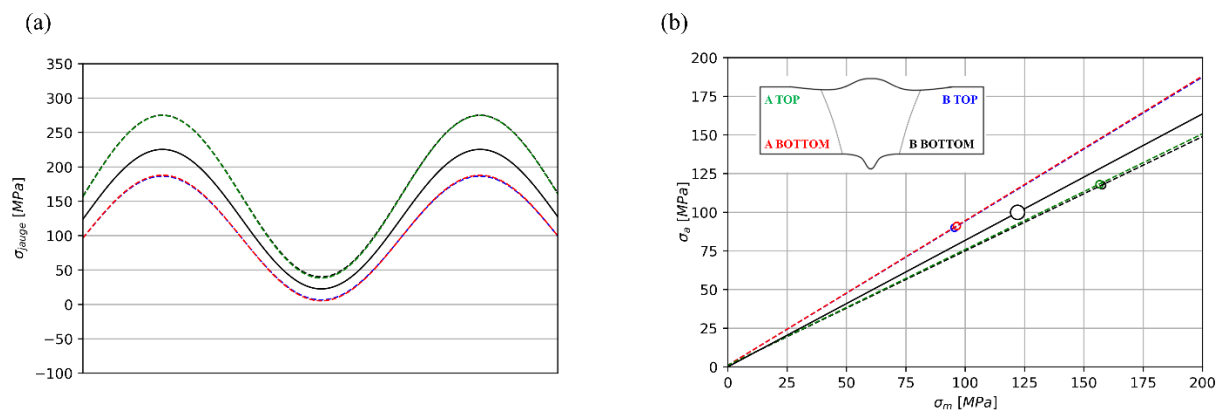 (a)
(b)
350
300
250
200
150
100
50
0
−50
−100
σjauge [MPa]
200
175
150
125
100
75
50
25
0
σa [MPa]
A TOP
B TOP
A BOTTOM
B BOTTOM
0 25 50 75 100 125 150 175 200
σm [MPa]